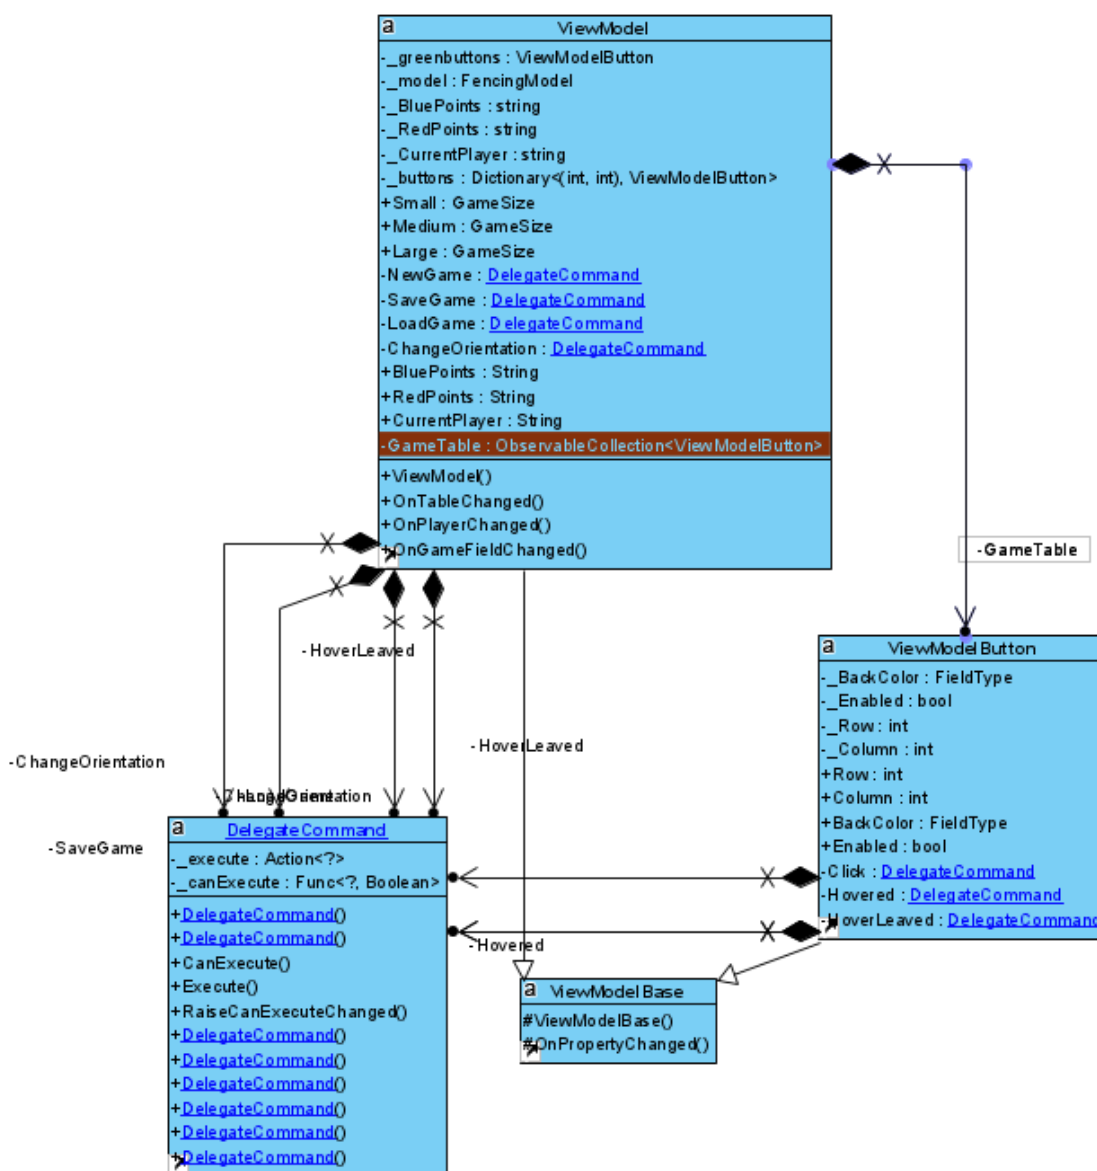 a
ViewModel
-_greenbuttons : ViewModelButton
-_model : FencingModel
-_BluePoints : string
-_RedPoints : string
-_CurrentPlayer : string
-_buttons : Dictionary<(int, int), ViewModelButton>
+Small : GameSize
+Medium : GameSize
+Large : GameSize
-NewGame : DelegateCommand
-SaveGame : DelegateCommand
-LoadGame : DelegateCommand
-ChangeOrientation : DelegateCommand
+BluePoints : String
+RedPoints : String
+CurrentPlayer : String
-GameTable : ObservableCollection<ViewModelButton>
+ViewModel()
+OnTableChanged()
+OnPlayerChanged()
+OnGameFieldChanged()
-GameTable
-HoverLeaved
-HoverLeaved
-ChangeOrientation
-SaveGame
a
ViewModelButton
-_BackColor : FieldType
-_Enabled : bool
-_Row : int
-_Column : int
+Row : int
+Column : int
+BackColor : FieldType
+Enabled : bool
-Click : DelegateCommand
-Hovered : DelegateCommand
-HoverLeaved : DelegateCommand
a
DelegateCommand
-_execute : Action<?>
-_canExecute : Func<?, Boolean>
+DelegateCommand()
+DelegateCommand()
+CanExecute()
+Execute()
+RaiseCanExecuteChanged()
+DelegateCommand()
+DelegateCommand()
+DelegateCommand()
+DelegateCommand()
+DelegateCommand()
+DelegateCommand()
-Hovered
a
ViewModelBase
#ViewModelBase()
#OnPropertyChanged()